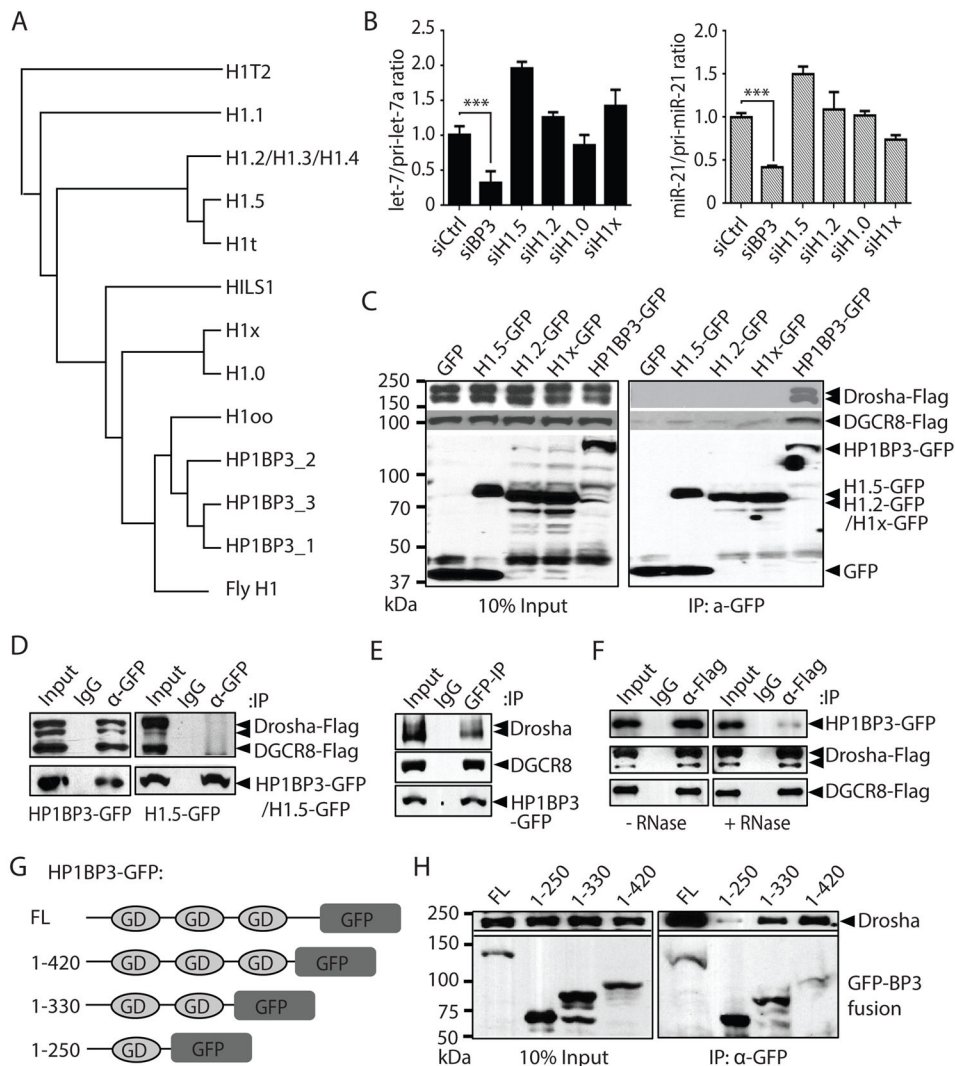 A
H1T2
H1.1
H1.2/H1.3/H1.4
H1.5
H1t
HILS1
H1x
H1.0
H1oo
HP1BP3_2
HP1BP3_3
HP1BP3_1
Fly H1
B
let-7/pri-let-7a ratio
2.5
2.0
1.5
1.0
0.5
0.0
***
siCtrl
siBP3
siH1.5
siH1.2
siH1.0
siH1x
miR-21/pri-miR-21 ratio
2.0
1.5
1.0
0.5
0.0
***
siCtrl
siBP3
siH1.5
siH1.2
siH1.0
siH1x
C
GFP
H1.5-GFP
H1.2-GFP
H1x-GFP
HP1BP3-GFP
GFP
H1.5-GFP
H1.2-GFP
H1x-GFP
HP1BP3-GFP
250
150
100
100
70
50
37
kDa
Drosha-Flag
DGCR8-Flag
HP1BP3-GFP
H1.5-GFP
H1.2-GFP
/H1x-GFP
GFP
10% Input
IP: a-GFP
D
Input
IgG
α-GFP
Input
IgG
α-GFP
:IP
Drosha-Flag
DGCR8-Flag
HP1BP3-GFP
/H1.5-GFP
HP1BP3-GFP
H1.5-GFP
E
Input
IgG
GFP-IP
:IP
Drosha
DGCR8
HP1BP3
-GFP
F
Input
IgG
α-Flag
Input
IgG
α-Flag
:IP
HP1BP3-GFP
Drosha-Flag
DGCR8-Flag
- RNase
+ RNase
G
HP1BP3-GFP:
FL
GD
GD
GD
GFP
1-420
GD
GD
GD
GFP
1-330
GD
GD
GFP
1-250
GD
GFP
H
FL
1-250
1-330
1-420
FL
1-250
1-330
1-420
250
150
100
75
50
kDa
Drosha
GFP-BP3
fusion
10% Input
IP: α-GFP